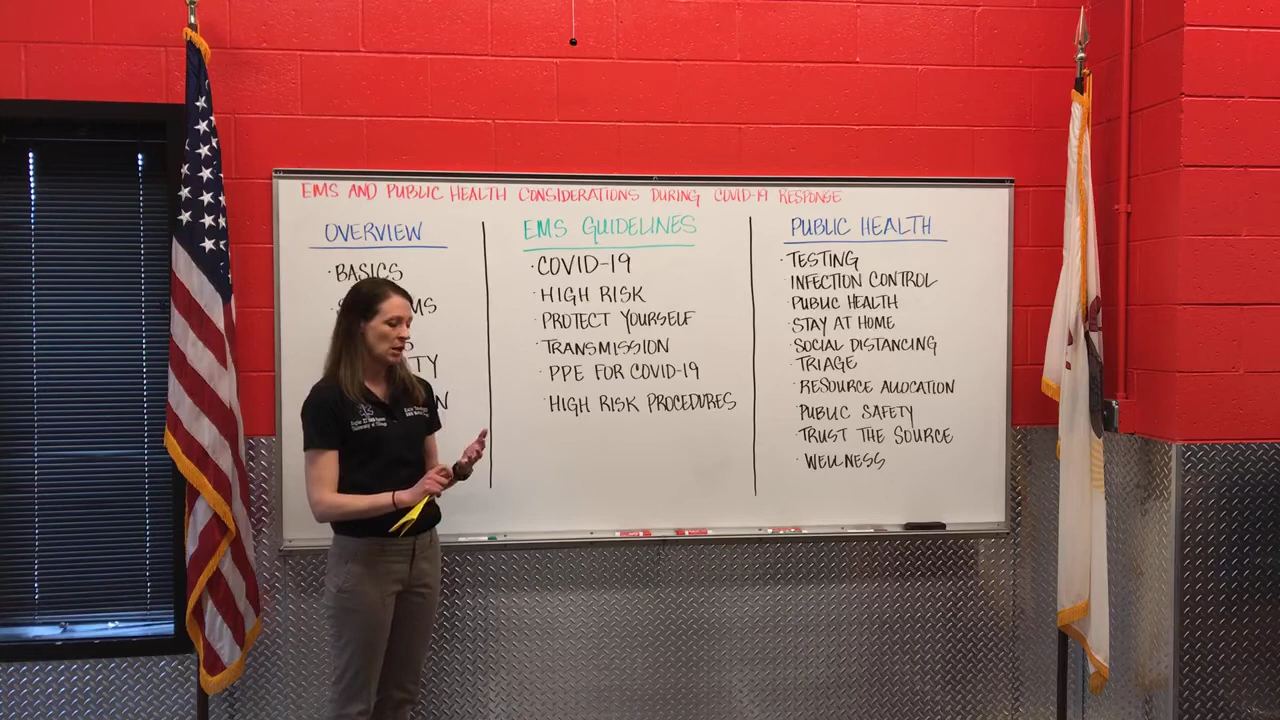 EMS AND PUBLIC HEALTH CONSIDERATIONS DURING COVID-19 RESPONSE
OVERVIEW
· BASICS
EMS GUIDELINES
· COVID-19
· HIGH RISK
· PROTECT YOURSELF
· TRANSMISSION
· PPE FOR COVID-19
· HIGH RISK PROCEDURES
PUBLIC HEALTH
· TESTING
· INFECTION CONTROL
· PUBLIC HEALTH
· STAY AT HOME
· SOCIAL DISTANCING
· TRIAGE
· RESOURCE ALLOCATION
· PUBLIC SAFETY
· TRUST THE SOURCE
· WELLNESS